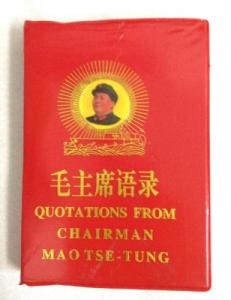 毛主席语录
QUOTATIONS FROM
CHAIRMAN
MAO TSE-TUNG